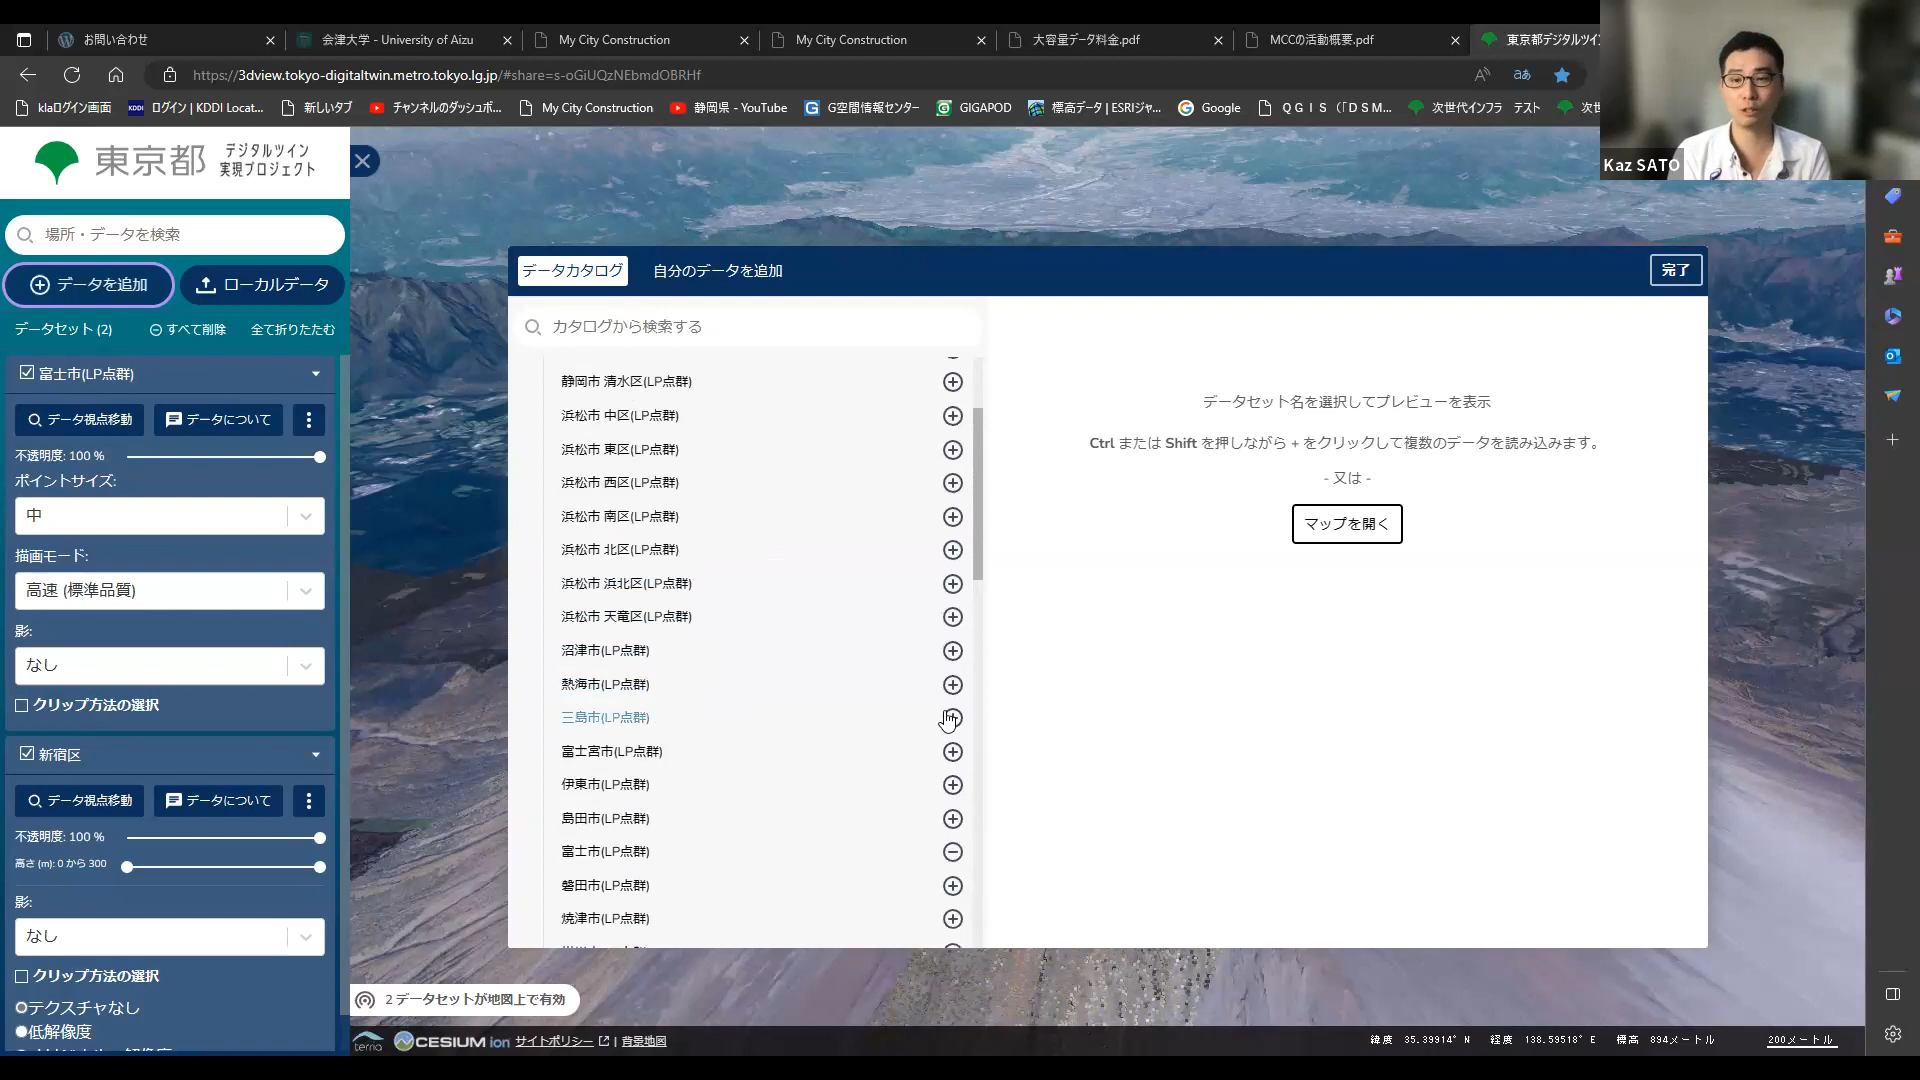 お問い合わせ
会津大学 - University of Aizu
My City Construction
My City Construction
大容量データ料金.pdf
MCCの活動概要.pdf
東京都デジタルツイン
https://3dview.tokyo-digitaltwin.metro.tokyo.lg.jp/#share=s-oGiUQzNEbmdOBRHf
klaログイン画面
KDDI
ログイン | KDDI Locat...
新しいタブ
チャンネルのダッシュボ...
My City Construction
静岡県 - YouTube
G空間情報センター
GIGAPOD
標高データ | ESRIジャ...
Google
ＱＧＩＳ（「ＤＳＭ...
次世代インフラ テスト
次世
Kaz SATO
東京都
デジタルツイン
実現プロジェクト
場所・データを検索
データを追加
ローカルデータ
データセット (2)
すべて削除
全て折りたたむ
富士市(LP点群)
データ視点移動
データについて
不透明度: 100 %
ポイントサイズ:
中
描画モード:
高速 (標準品質)
影:
なし
クリップ方法の選択
新宿区
データ視点移動
データについて
不透明度: 100 %
高さ (m): 0 から 300
影:
なし
クリップ方法の選択
テクスチャなし
低解像度
データカタログ
自分のデータを追加
完了
カタログから検索する
静岡市 清水区(LP点群)
浜松市 中区(LP点群)
浜松市 東区(LP点群)
浜松市 西区(LP点群)
浜松市 南区(LP点群)
浜松市 北区(LP点群)
浜松市 浜北区(LP点群)
浜松市 天竜区(LP点群)
沼津市(LP点群)
熱海市(LP点群)
三島市(LP点群)
富士宮市(LP点群)
伊東市(LP点群)
島田市(LP点群)
富士市(LP点群)
磐田市(LP点群)
焼津市(LP点群)
データセット名を選択してプレビューを表示
Ctrl または Shift を押しながら + をクリックして複数のデータを読み込みます。
- 又は -
マップを開く
2 データセットが地図上で有効
terria
CESIUM ion
サイトポリシー
| 背景地図
緯度 35.39914° N 経度 138.59518° E 標高 894メートル
200メートル